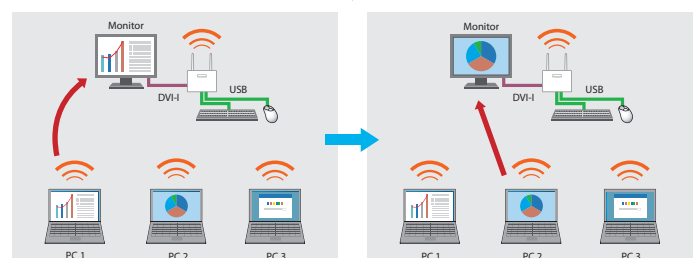 Monitor
DVI-I
USB
PC 1
PC 2
PC 3
Monitor
DVI-I
USB
PC 1
PC 2
PC 3